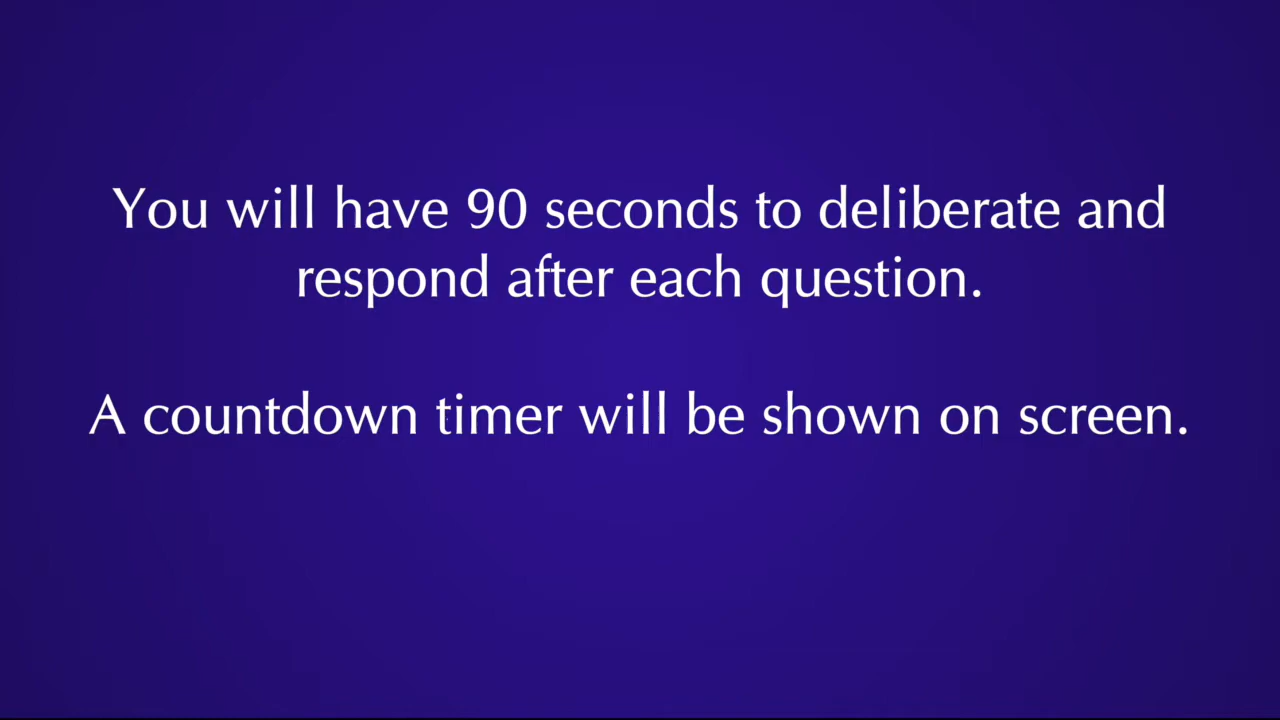 You will have 90 seconds to deliberate and
respond after each question.
A countdown timer will be shown on screen.